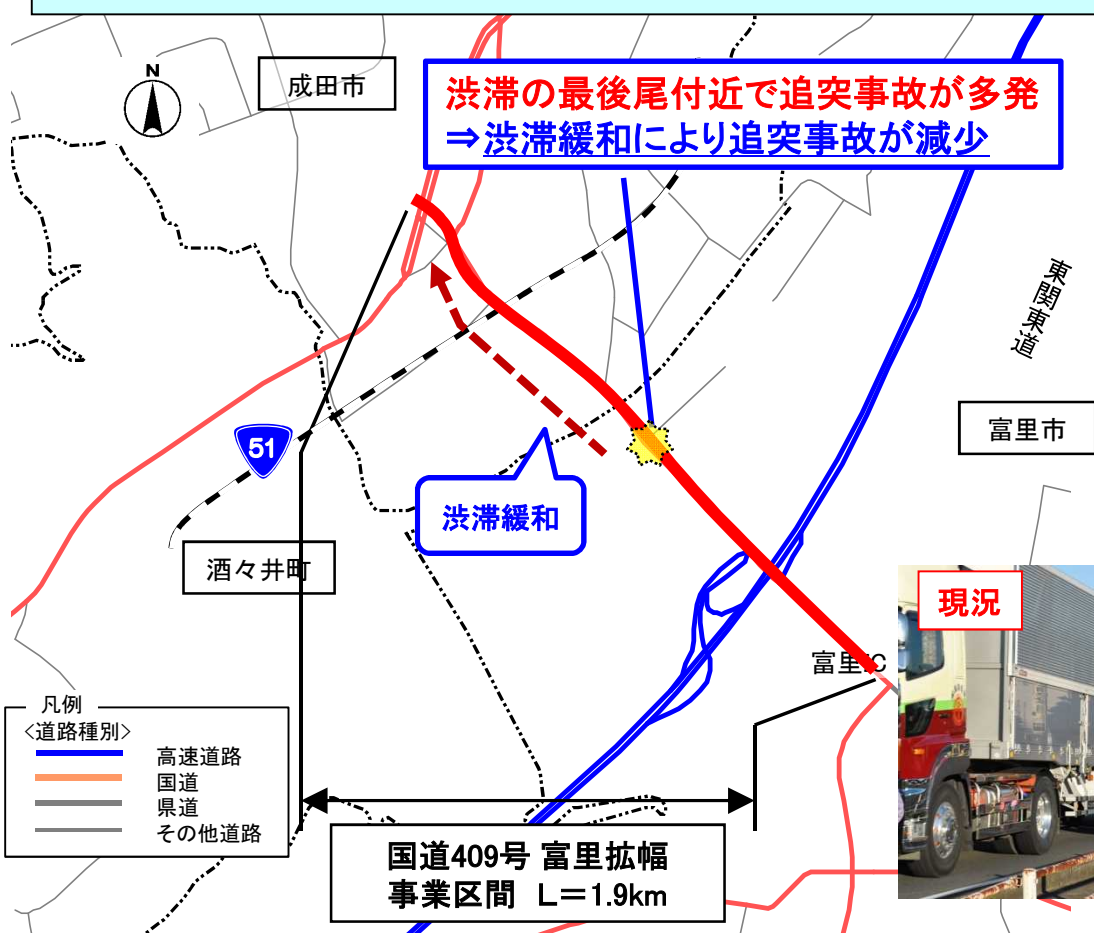 N
成田市
渋滞の最後尾付近で追突事故が多発
⇒渋滞緩和により追突事故が減少
東関東道
富里市
51
渋滞緩和
酒々井町
現況
富里IC
凡例
<道路種別>
高速道路
国道
県道
その他道路
国道409号 富里拡幅
事業区間 L=1.9km